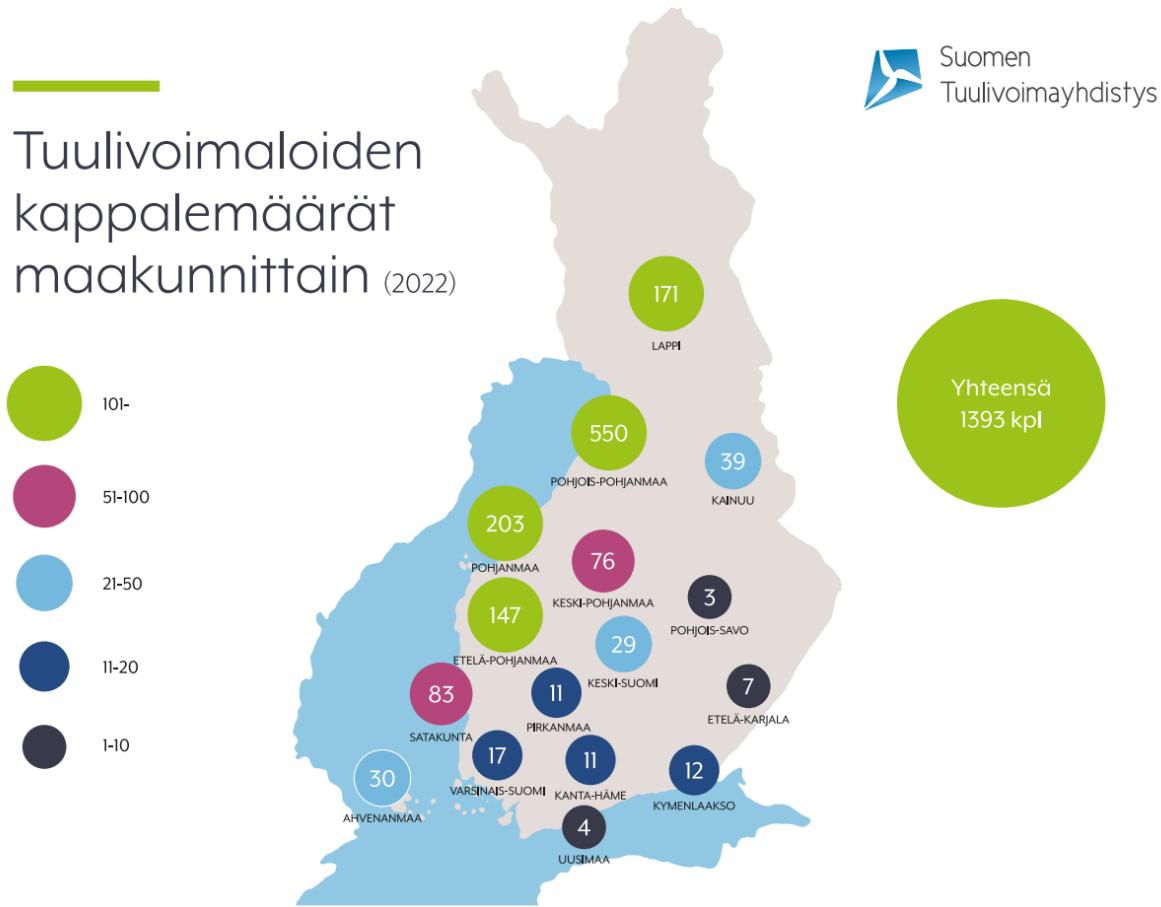 Suomen
Tuulivoimayhdistys
Tuulivoimaloiden
kappalemäärät
maakunnittain (2022)
101-
51-100
21-50
11-20
1-10
Yhteensä
1393 kpl
171
LAPPI
550
POHJOIS-POHJANMAA
39
KAINUU
203
POHJANMAA
76
KESKI-POHJANMAA
3
POHJOIS-SAVO
147
ETELÄ-POHJANMAA
29
KESKI-SUOMI
83
SATAKUNTA
11
PIRKANMAA
7
ETELÄ-KARJALA
30
AHVENANMAA
17
VARSINAIS-SUOMI
11
KANTA-HÄME
12
KYMENLAAKSO
4
UUSIMAA